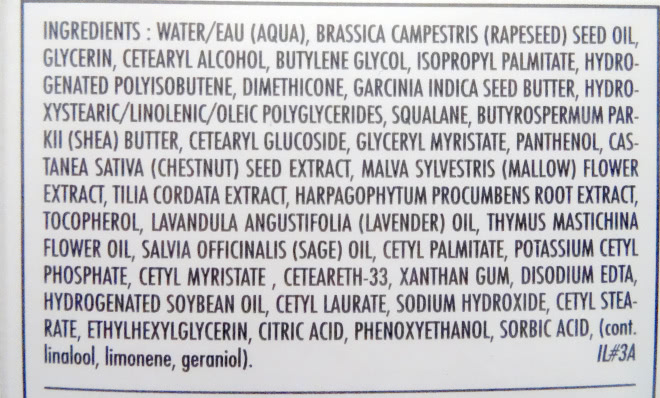 INGREDIENTS : WATER/EAU (AQUA), BRASSICA CAMPESTRIS (RAPESEED) SEED OIL,
GLYCERIN, CETEARYL ALCOHOL, BUTYLENE GLYCOL, ISOPROPYL PALMITATE, HYDRO-
GENATED POLYISOBUTENE, DIMETHICONE, GARCINIA INDICA SEED BUTTER, HYDRO-
XYSTEARIC/LINOLENIC/OLEIC POLYGLYCERIDES, SQUALANE, BUTYROSPERMUM PAR-
KII (SHEA) BUTTER, CETEARYL GLUCOSIDE, GLYCERYL MYRISTATE, PANTHENOL, CAS-
TANEA SATIVA (CHESTNUT) SEED EXTRACT, MALVA SYLVESTRIS (MALLOW) FLOWER
EXTRACT, TILIA CORDATA EXTRACT, HARPAGOPHYTUM PROCUMBENS ROOT EXTRACT,
TOCOPHEROL, LAVANDULA ANGUSTIFOLIA (LAVENDER) OIL, THYMUS MASTICHINA
FLOWER OIL, SALVIA OFFICINALIS (SAGE) OIL, CETYL PALMITATE, POTASSIUM CETYL
PHOSPHATE, CETYL MYRISTATE , CETEARETH-33, XANTHAN GUM, DISODIUM EDTA,
HYDROGENATED SOYBEAN OIL, CETYL LAURATE, SODIUM HYDROXIDE, CETYL STEA-
RATE, ETHYLHEXYLGLYCERIN, CITRIC ACID, PHENOXYETHANOL, SORBIC ACID, (cont.
linalool, limonene, geraniol). IL#3A